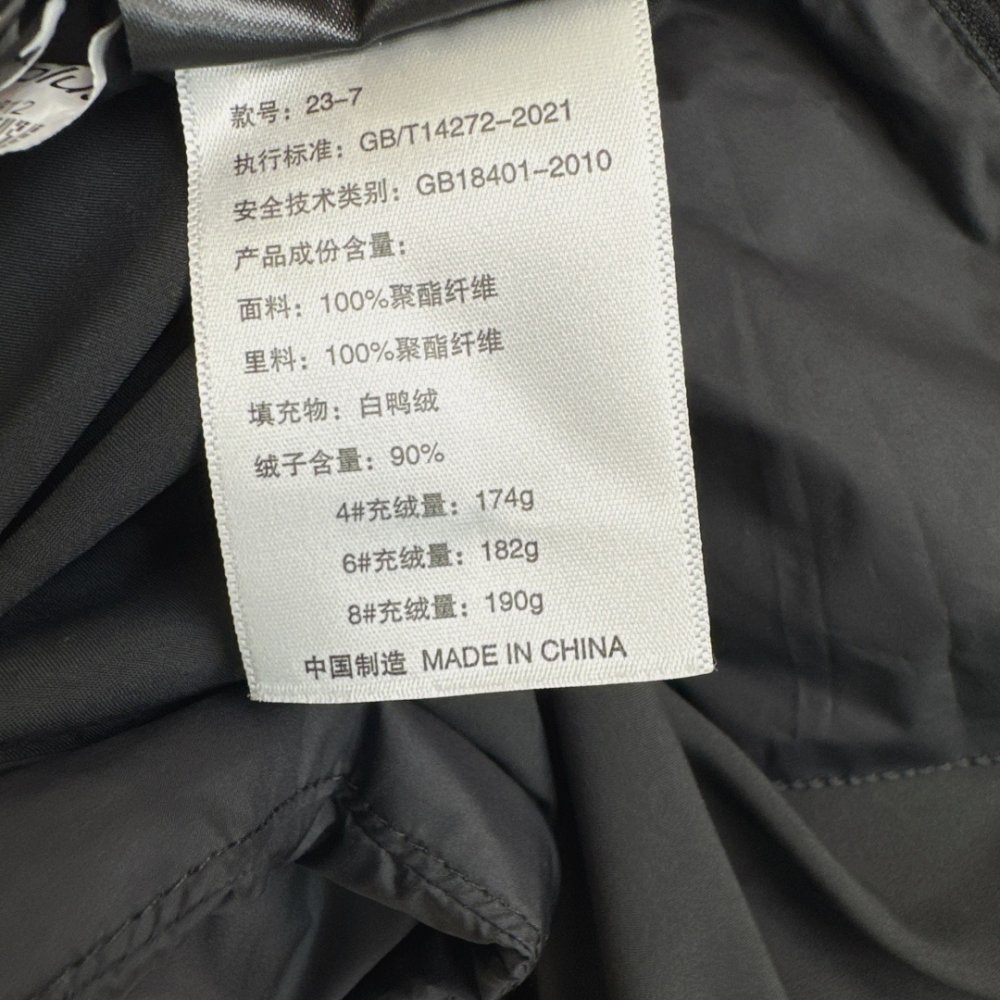 款号：23-7
执行标准：GB/T14272-2021
安全技术类别：GB18401-2010
产品成份含量：
面料：100%聚酯纤维
里料：100%聚酯纤维
填充物：白鸭绒
绒子含量：90%
4#充绒量：174g
6#充绒量：182g
8#充绒量：190g
中国制造 MADE IN CHINA